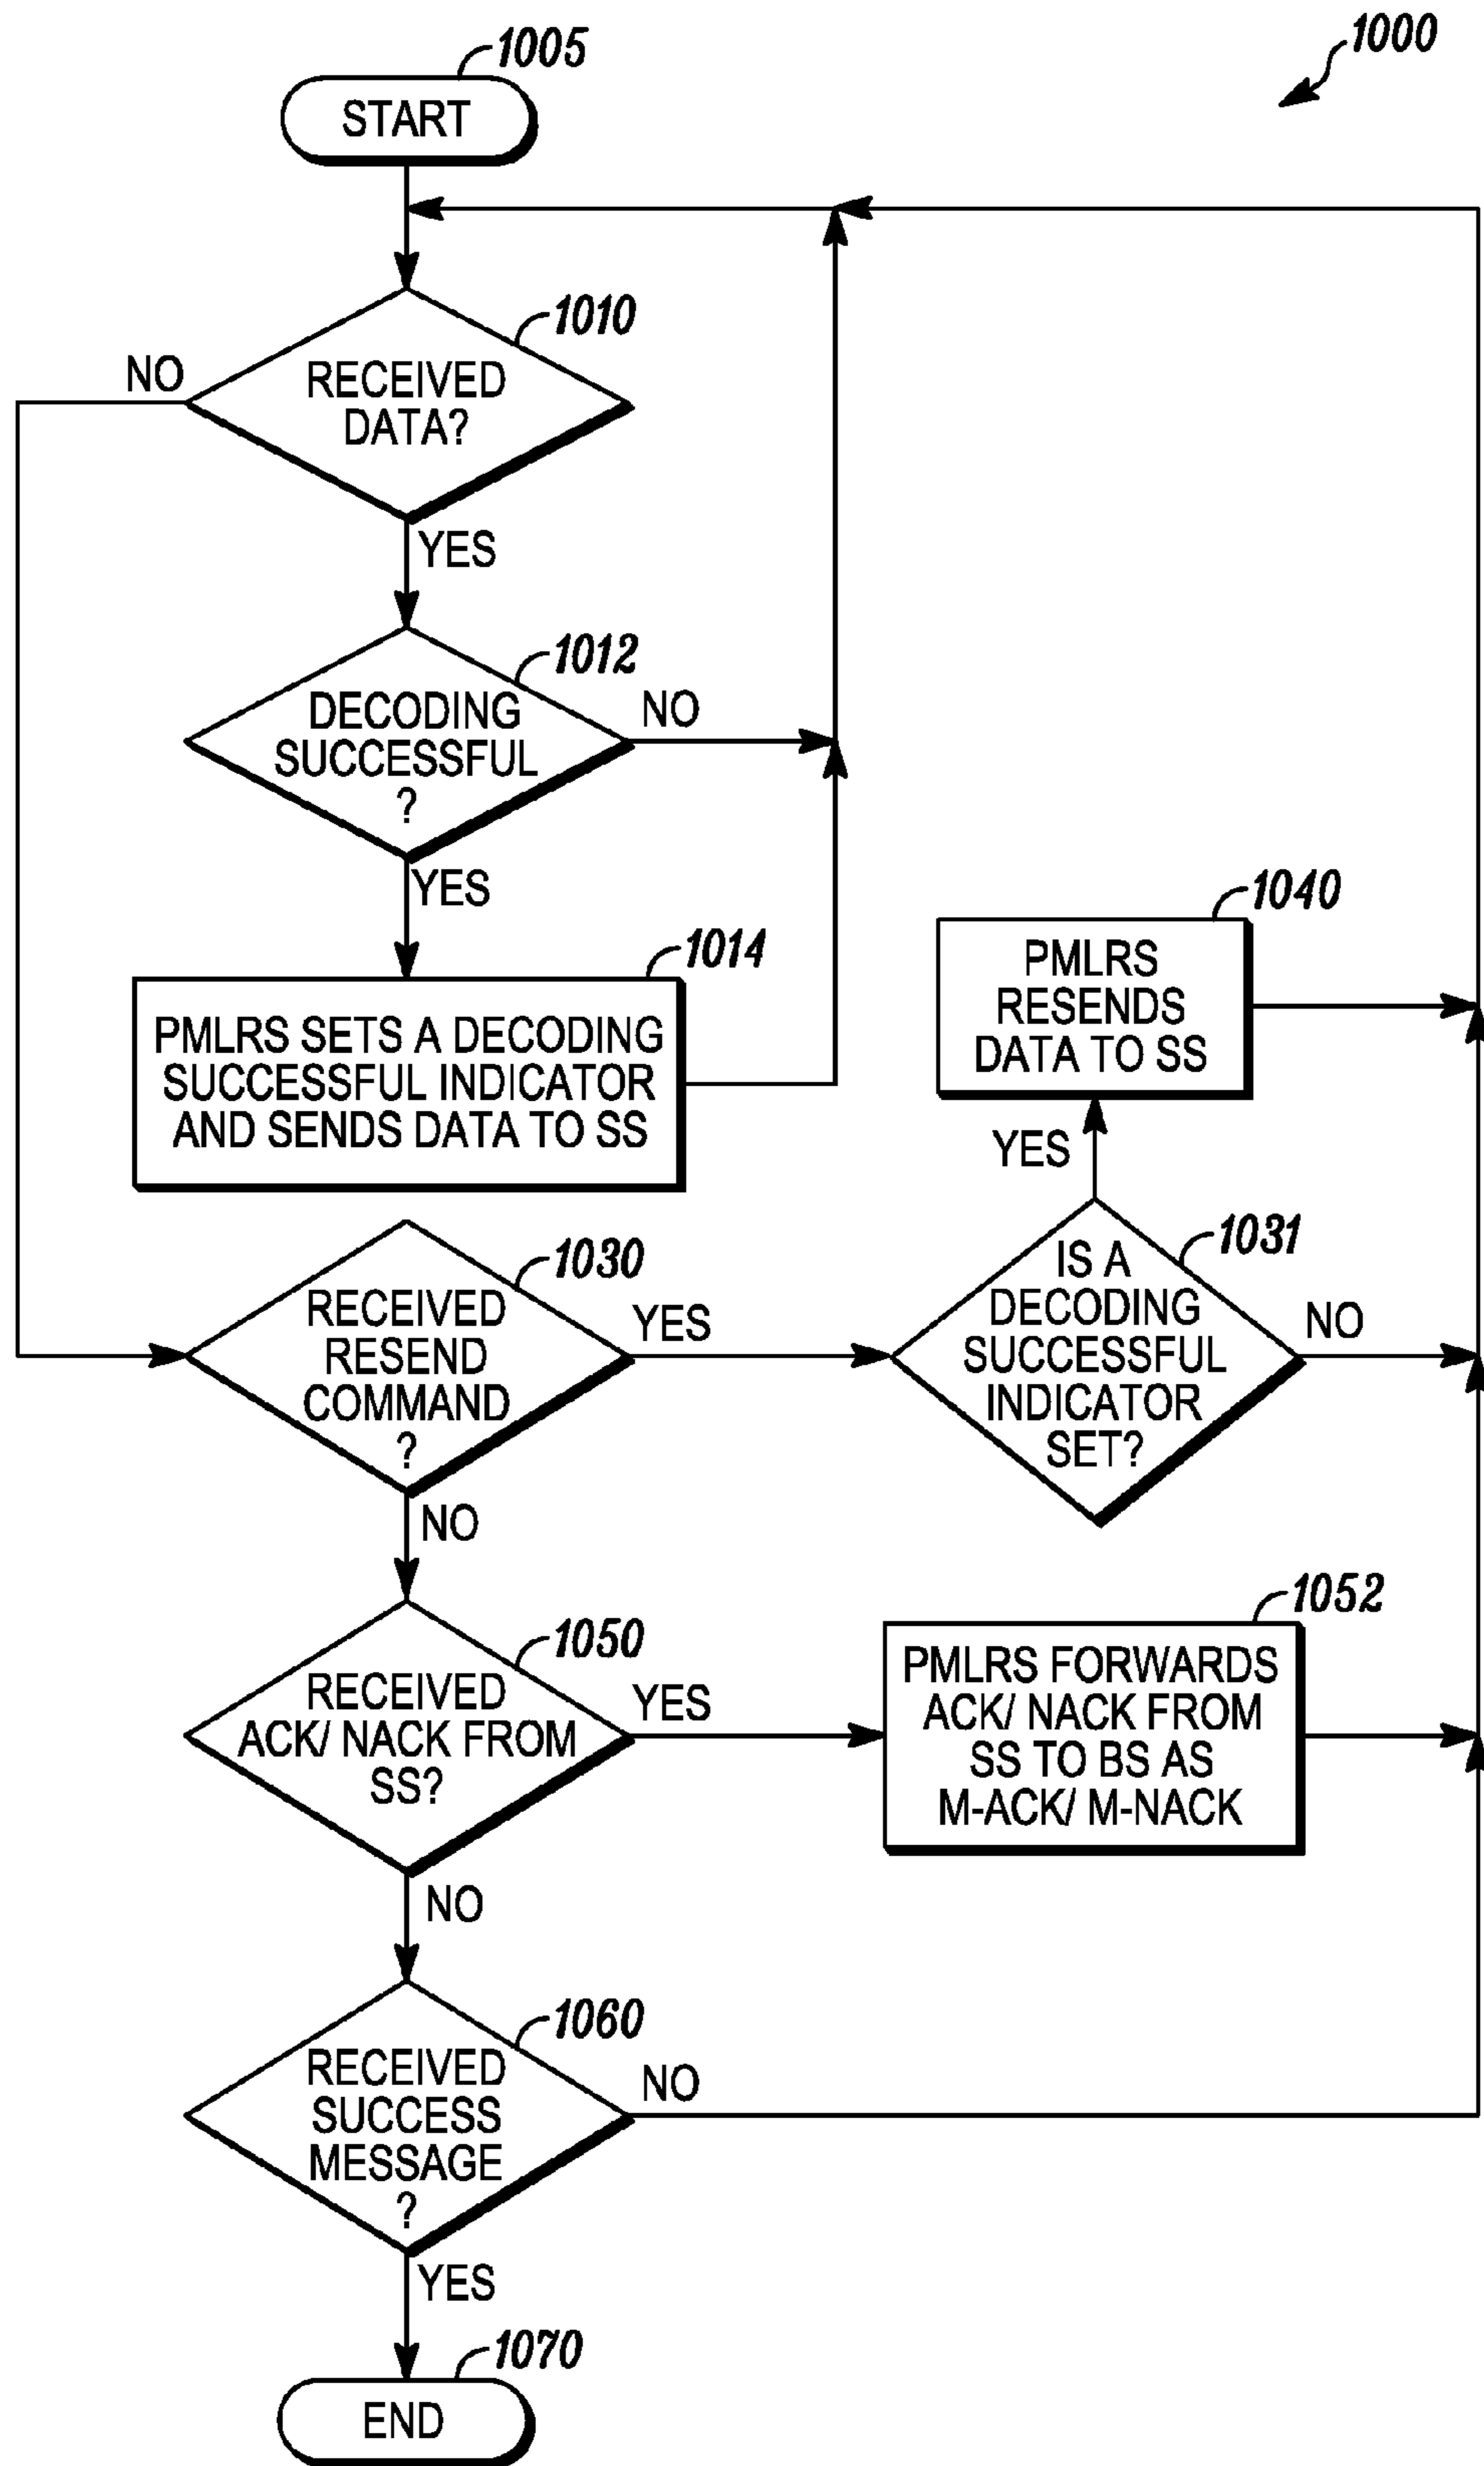 1005
1000
START
1010
NO
RECEIVED
DATA?
YES
1012
DECODING
SUCCESSFUL
?
NO
YES
1014
PMLRS SETS A DECODING
SUCCESSFUL INDICATOR
AND SENDS DATA TO SS
1040
PMLRS
RESENDS
DATA TO SS
YES
1030
RECEIVED
RESEND
COMMAND
?
YES
1031
IS A
DECODING
SUCCESSFUL
INDICATOR
SET?
NO
NO
1050
RECEIVED
ACK/ NACK FROM
SS?
YES
1052
PMLRS FORWARDS
ACK/ NACK FROM
SS TO BS AS
M-ACK/ M-NACK
NO
1060
RECEIVED
SUCCESS
MESSAGE
?
NO
YES
1070
END